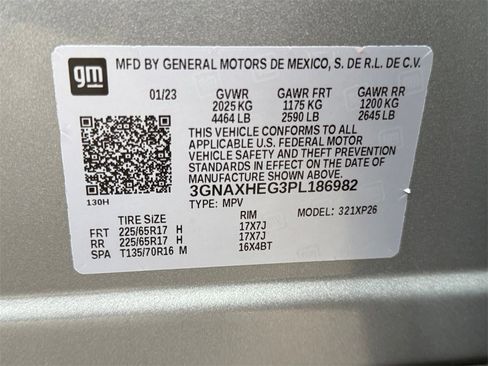 gm
MFD BY GENERAL MOTORS DE MEXICO, S. DE R.L. DE C.V.
01/23 GVWR GAWR FRT GAWR RR
2025 KG 1175 KG 1200 KG
4464 LB 2590 LB 2645 LB
THIS VEHICLE CONFORMS TO ALL
APPLICABLE U.S. FEDERAL MOTOR
VEHICLE SAFETY AND THEFT PREVENTION
STANDARDS IN EFFECT ON THE DATE OF
MANUFACTURE SHOWN ABOVE.
3GNAXHEG3PL186982
130H TYPE: MPV MODEL: 321XP26
TIRE SIZE RIM
FRT 225/65R17 H 17X7J
RR 225/65R17 H 17X7J
SPA T135/70R16 M 16X4BT